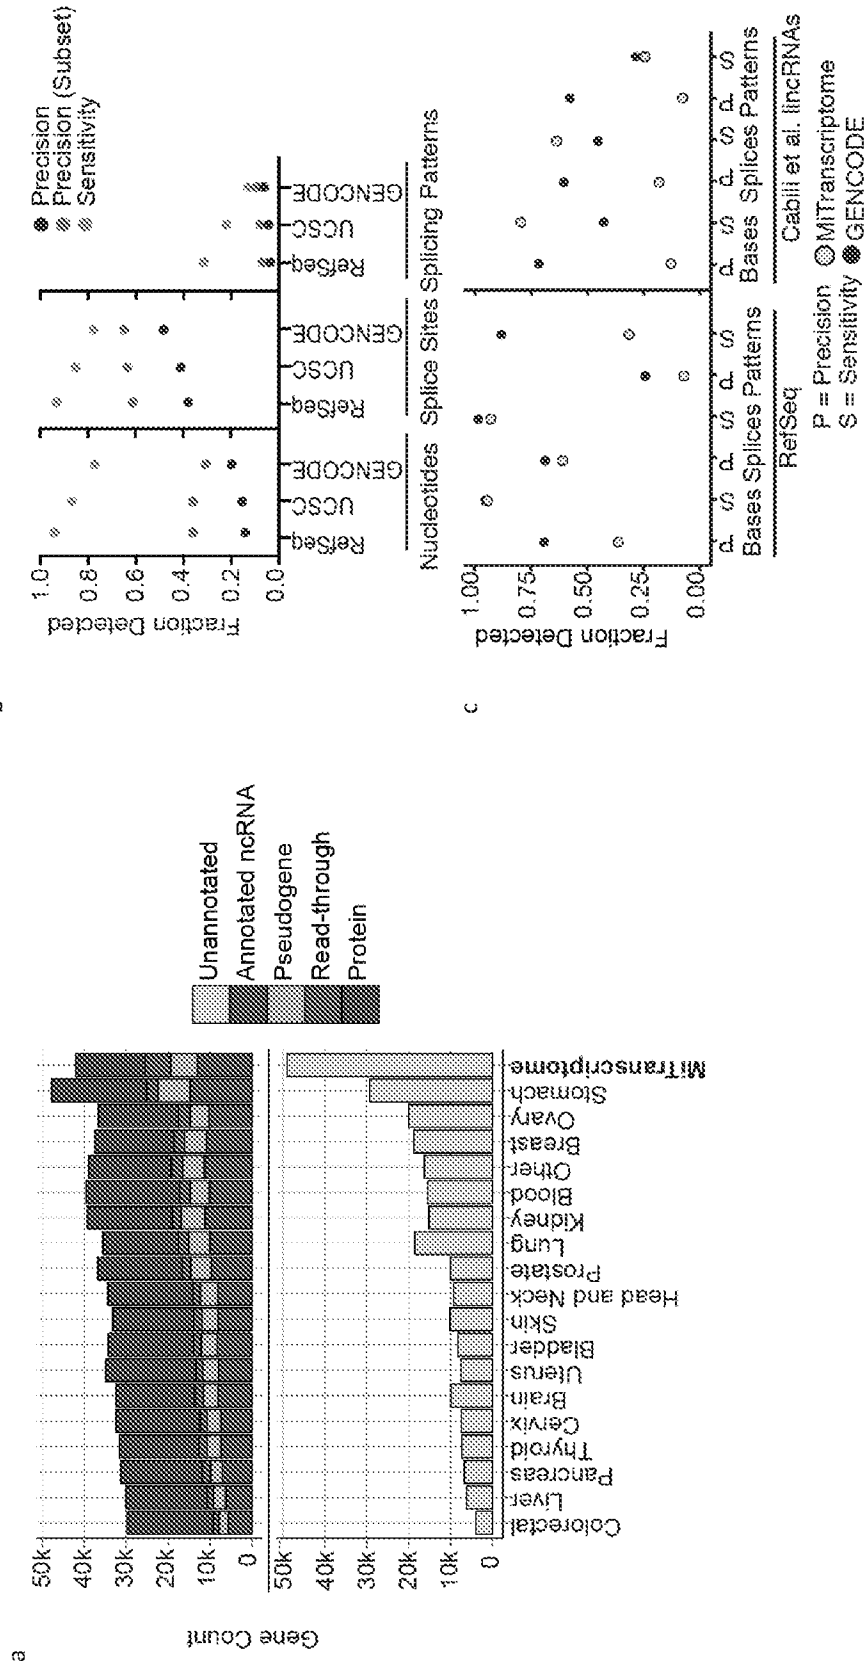 a
Gene Count
50k
40k
30k
20k
10k
0
50k
40k
30k
20k
10k
0
Colorectal
Liver
Pancreas
Thyroid
Cervix
Brain
Uterus
Bladder
Skin
Head and Neck
Prostate
Lung
Kidney
Blood
Other
Breast
Ovary
Stomach
MiTranscriptome
Unannotated
Annotated ncRNA
Pseudogene
Read-through
Protein
Fraction Detected
1.0
0.8
0.6
0.4
0.2
0.0
Precision
Precision (Subset)
Sensitivity
RefSeq UCSC GENCODE RefSeq UCSC GENCODE RefSeq UCSC GENCODE
Nucleotides Splice Sites Splicing Patterns
c
Fraction Detected
1.00
0.75
0.50
0.25
0.00
P S P S P S P S P S P S
Bases Splices Patterns Bases Splices Patterns
RefSeq Cabili et al. lincRNAs
P = Precision MiTranscriptome
S = Sensitivity GENCODE